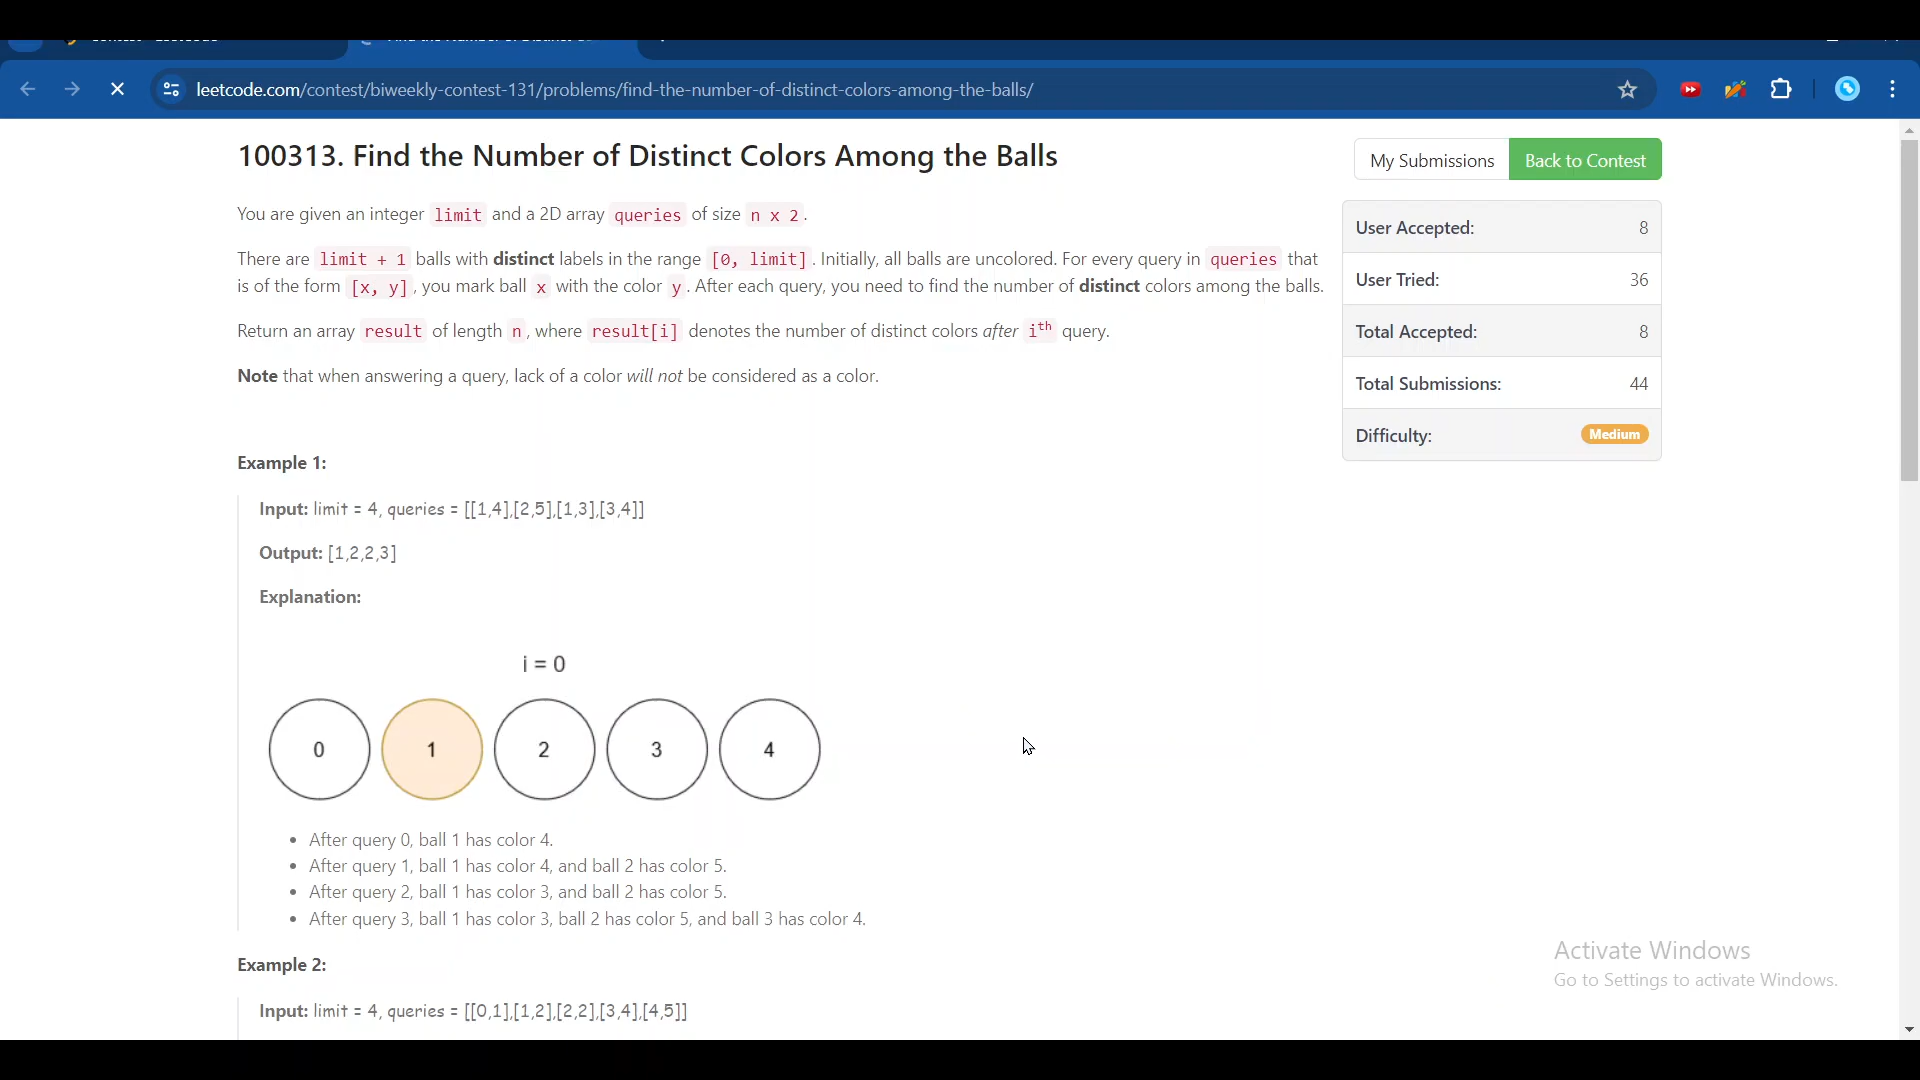 leetcode.com/contest/biweekly-contest-131/problems/find-the-number-of-distinct-colors-among-the-balls/
100313. Find the Number of Distinct Colors Among the Balls
My Submissions
Back to Contest
You are given an integer limit and a 2D array queries of size n x 2.
There are limit + 1 balls with distinct labels in the range [0, limit]. Initially, all balls are uncolored. For every query in queries that
is of the form [x, y], you mark ball x with the color y. After each query, you need to find the number of distinct colors among the balls.
Return an array result of length n, where result[i] denotes the number of distinct colors after ith query.
Note that when answering a query, lack of a color will not be considered as a color.
User Accepted: 8
User Tried: 36
Total Accepted: 8
Total Submissions: 44
Difficulty: Medium
Example 1:
Input: limit = 4, queries = [[1,4],[2,5],[1,3],[3,4]]
Output: [1,2,2,3]
Explanation:
i = 0
0 1 2 3 4
• After query 0, ball 1 has color 4.
• After query 1, ball 1 has color 4, and ball 2 has color 5.
• After query 2, ball 1 has color 3, and ball 2 has color 5.
• After query 3, ball 1 has color 3, ball 2 has color 5, and ball 3 has color 4.
Example 2:
Input: limit = 4, queries = [[0,1],[1,2],[2,2],[3,4],[4,5]]
Activate Windows
Go to Settings to activate Windows.